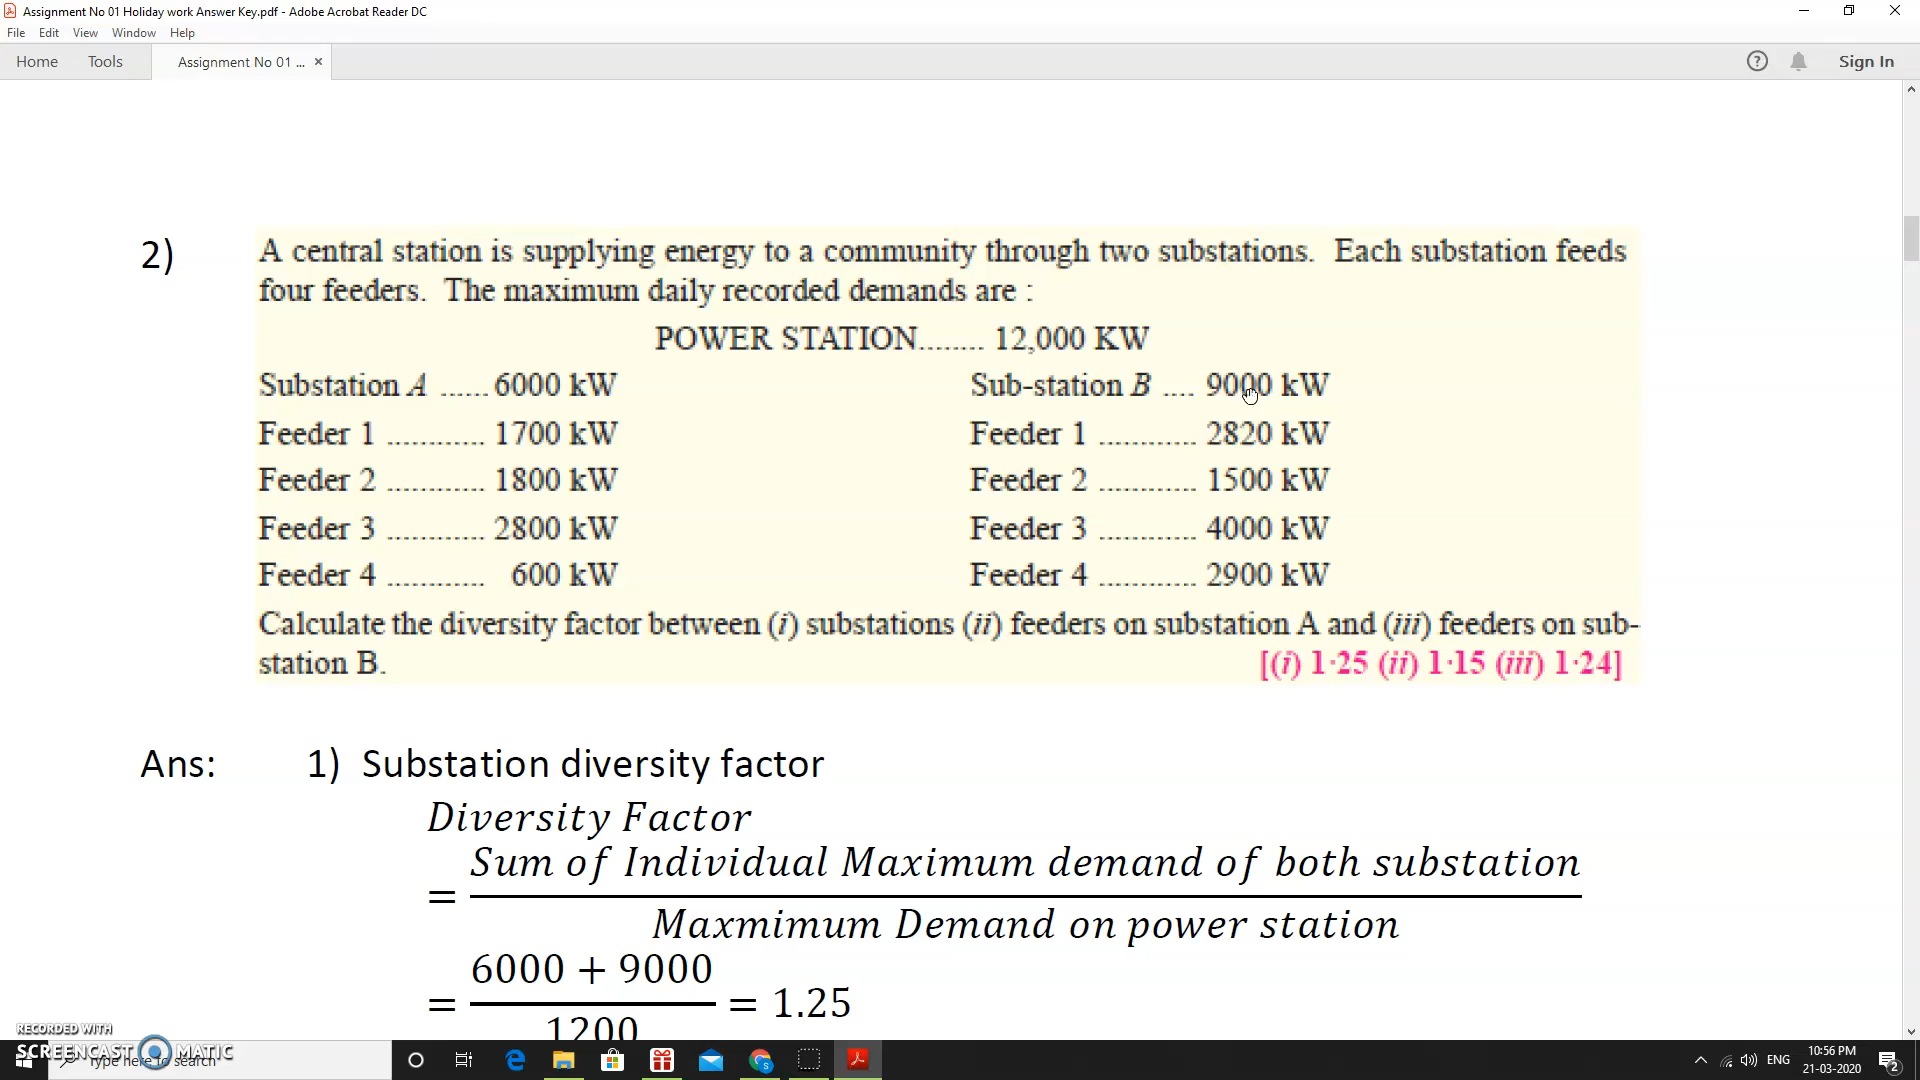 Assignment No 01 Holiday work Answer Key.pdf - Adobe Acrobat Reader DC
File Edit View Window Help
Home Tools Assignment No 01 ... × Sign In
2) A central station is supplying energy to a community through two substations. Each substation feeds
four feeders. The maximum daily recorded demands are :
POWER STATION........ 12,000 KW
Substation A ...... 6000 kW Sub-station B .... 9000 kW
Feeder 1 ............ 1700 kW Feeder 1 ............ 2820 kW
Feeder 2 ............ 1800 kW Feeder 2 ............ 1500 kW
Feeder 3 ............ 2800 kW Feeder 3 ............ 4000 kW
Feeder 4 ............ 600 kW Feeder 4 ............ 2900 kW
Calculate the diversity factor between (i) substations (ii) feeders on substation A and (iii) feeders on sub-
station B. [(i) 1·25 (ii) 1·15 (iii) 1·24]
Ans: 1) Substation diversity factor
Diversity Factor
Sum of Individual Maximum demand of both substation
=
Maxmimum Demand on power station
6000 + 9000
= = 1.25
1200
RECORDED WITH
SCREENCAST MATIC
Type here to search
ENG
10:56 PM
21-03-2020
2